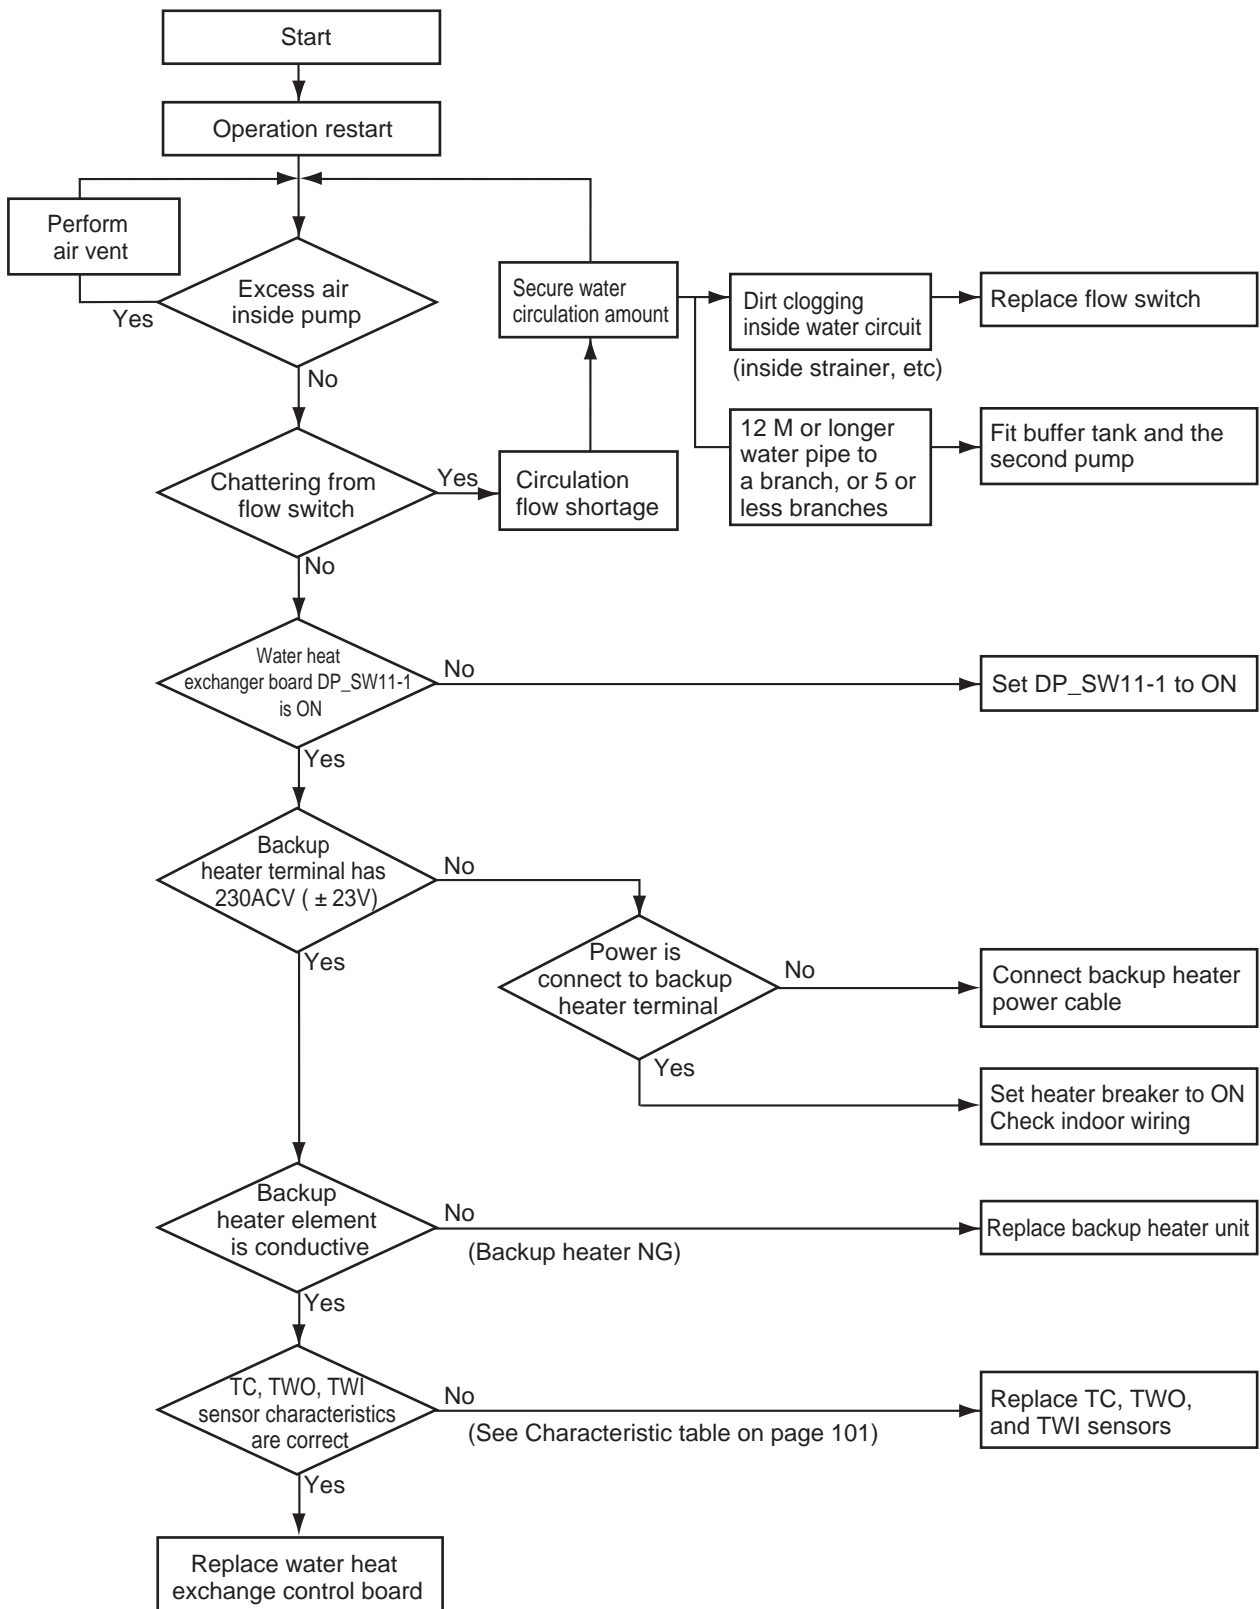 Start
Operation restart
Perform
air vent
Yes
Excess air
inside pump
No
Secure water
circulation amount
Dirt clogging
inside water circuit
(inside strainer, etc)
Replace flow switch
12 M or longer
water pipe to
a branch, or 5 or
less branches
Fit buffer tank and the
second pump
Chattering from
flow switch
Yes
Circulation
flow shortage
No
Water heat
exchanger board DP_SW11-1
is ON
No
Set DP_SW11-1 to ON
Yes
Backup
heater terminal has
230ACV ( ± 23V)
No
Yes
Power is
connect to backup
heater terminal
No
Connect backup heater
power cable
Yes
Set heater breaker to ON
Check indoor wiring
Backup
heater element
is conductive
No
(Backup heater NG)
Replace backup heater unit
Yes
TC, TWO, TWI
sensor characteristics
are correct
No
(See Characteristic table on page 101)
Replace TC, TWO,
and TWI sensors
Yes
Replace water heat
exchange control board